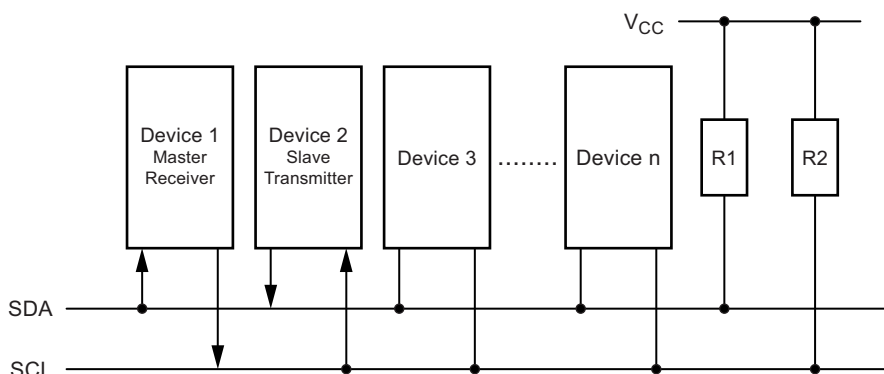 VCC
Device 1
Master
Receiver
Device 2
Slave
Transmitter
Device 3
........
Device n
R1
R2
SDA
SCL